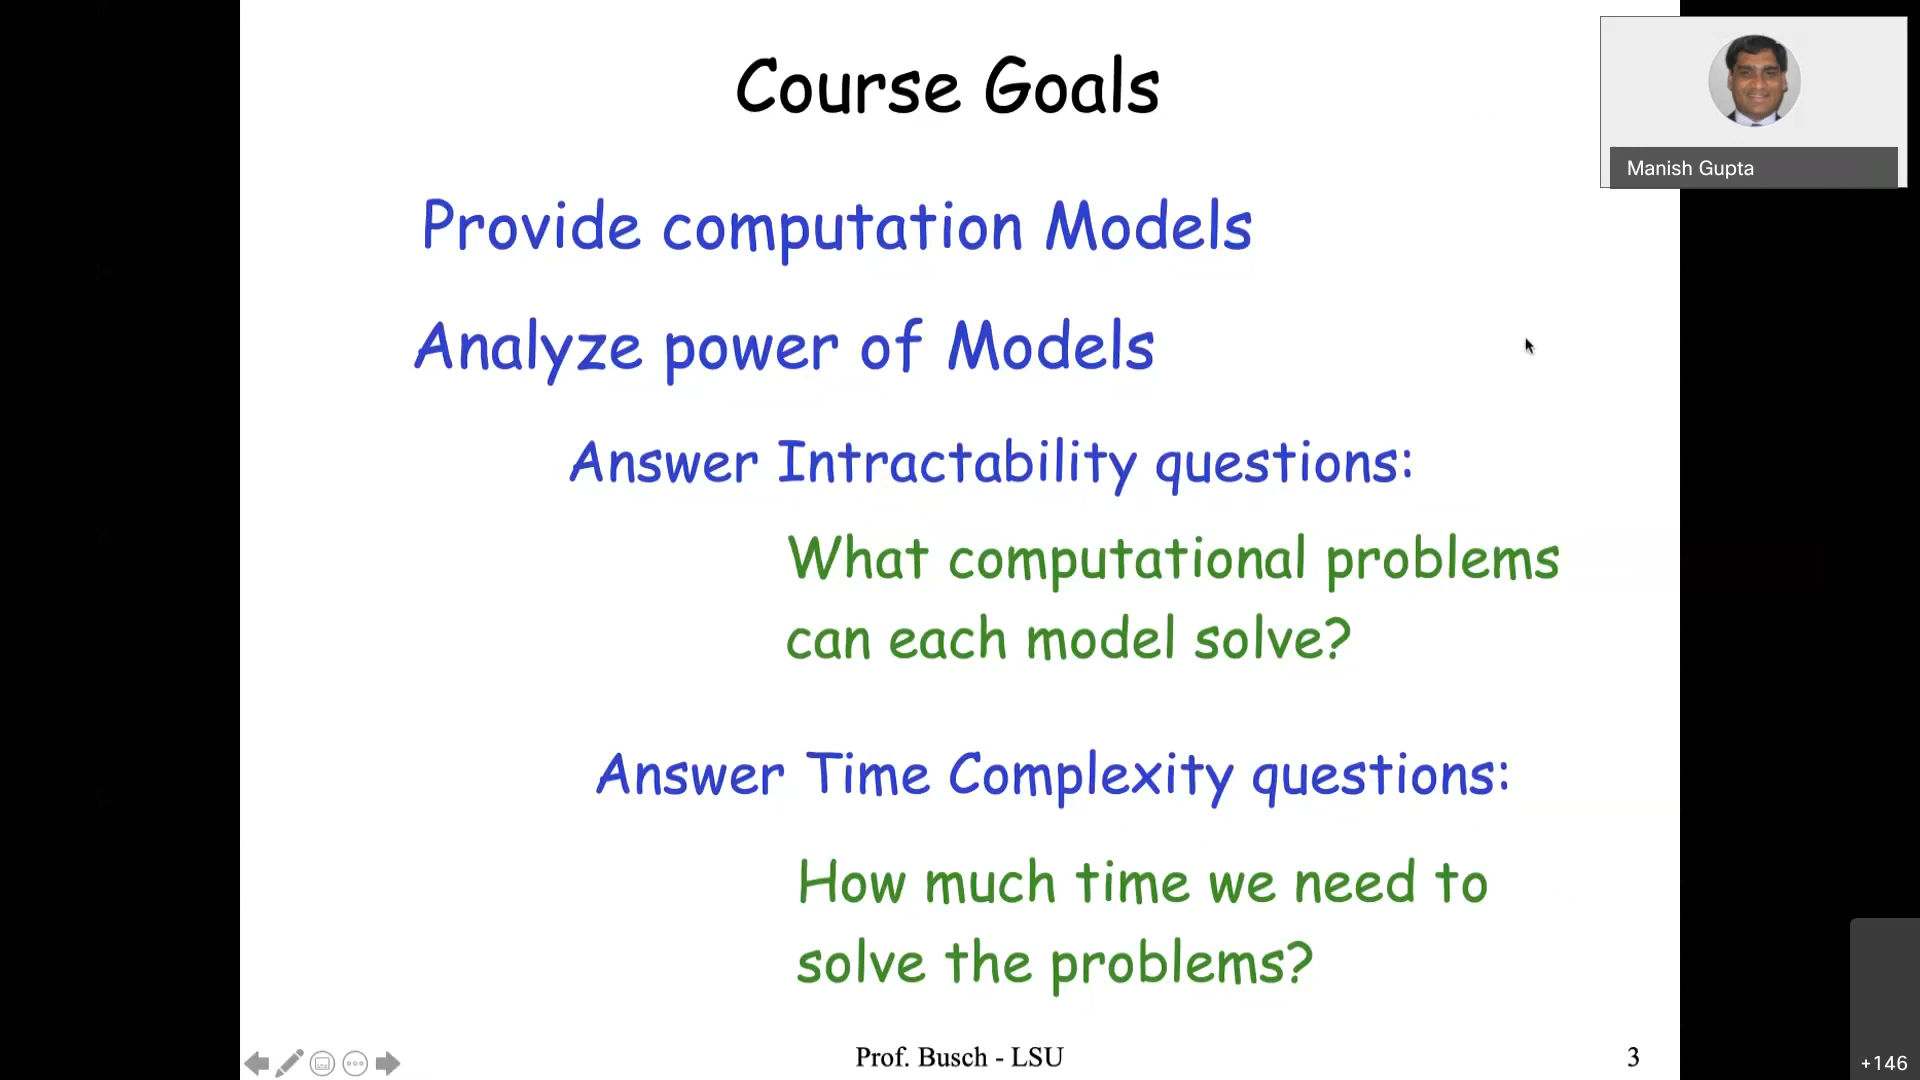 Course Goals
Manish Gupta
Provide computation Models
Analyze power of Models
Answer Intractability questions:
What computational problems
can each model solve?
Answer Time Complexity questions:
How much time we need to
solve the problems?
Prof. Busch - LSU
3
+146